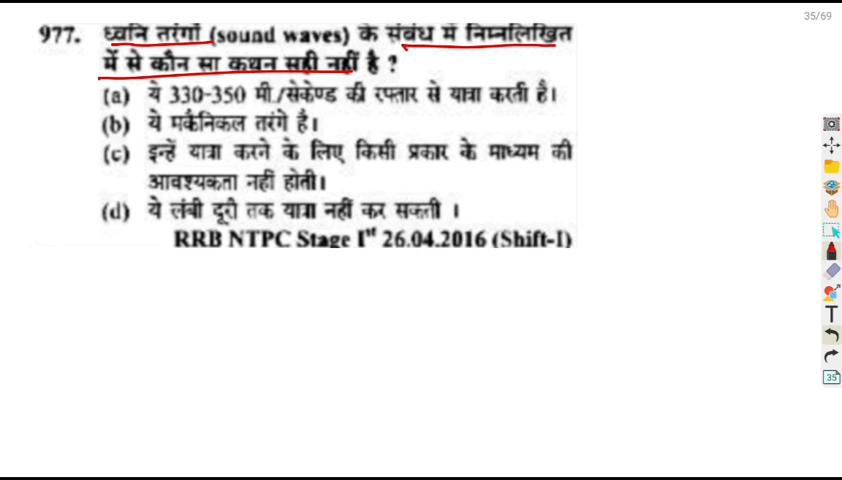 35/69
977. ध्वनि तरंगों (sound waves) के संबंध में निम्नलिखित
में से कौन सा कथन सही नहीं है ?
(a) ये 330-350 मी./सेकेण्ड की रफ्तार से यात्रा करती है।
(b) ये मकैनिकल तरंगे है।
(c) इन्हें यात्रा करने के लिए किसी प्रकार के माध्यम की
आवश्यकता नहीं होती।
(d) ये लंबी दूरी तक यात्रा नहीं कर सकती ।
RRB NTPC Stage Iˢᵗ 26.04.2016 (Shift-I)
T
35